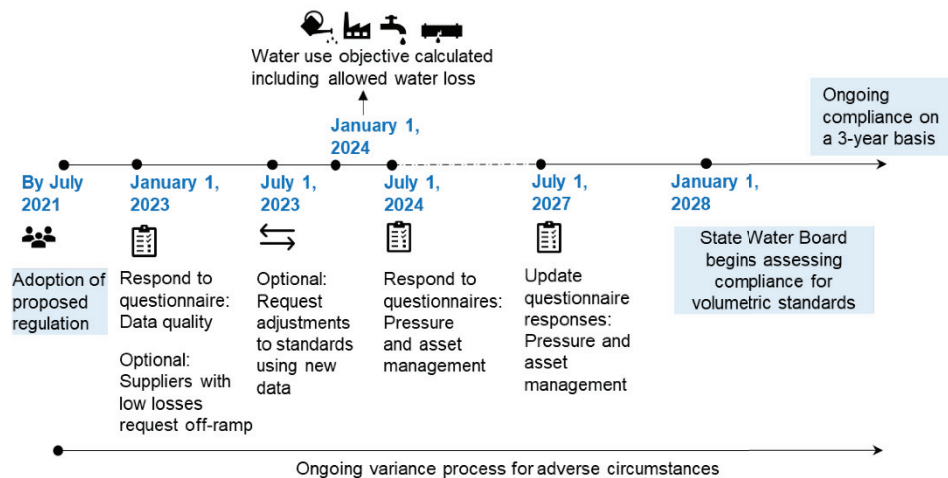 Water use objective calculated
including allowed water loss
January 1,
2024
Ongoing
compliance on
a 3-year basis
By July
2021
January 1,
2023
July 1,
2023
July 1,
2024
July 1,
2027
January 1,
2028
Adoption of
proposed
regulation
Respond to
questionnaire:
Data quality
Optional:
Suppliers with
low losses
request off-ramp
Optional:
Request
adjustments
to standards
using new
data
Respond to
questionnaires:
Pressure
and asset
management
Update
questionnaire
responses:
Pressure and
asset
management
State Water Board
begins assessing
compliance for
volumetric standards
Ongoing variance process for adverse circumstances